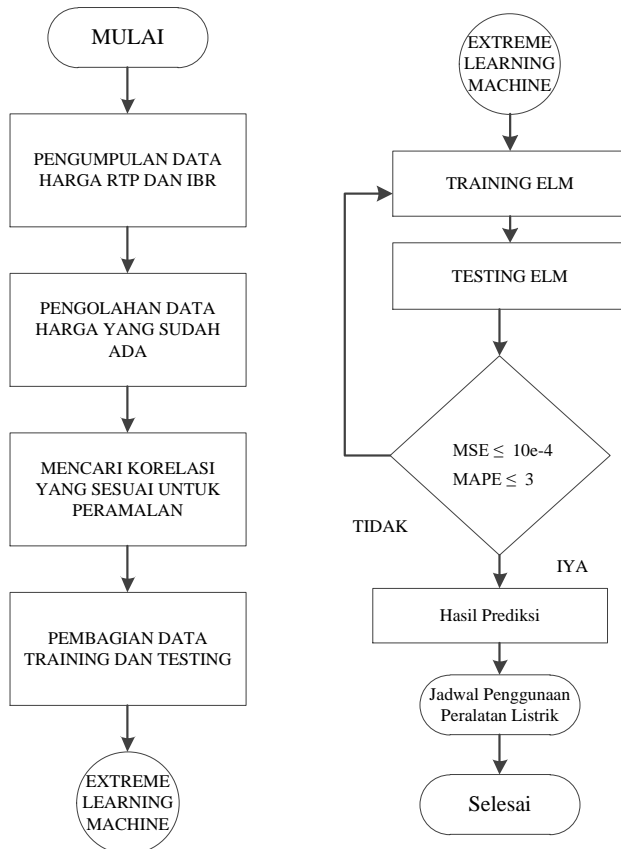 MULAI
PENGUMPULAN DATA
HARGA RTP DAN IBR
PENGOLAHAN DATA
HARGA YANG SUDAH
ADA
MENCARI KORELASI
YANG SESUAI UNTUK
PERAMALAN
PEMBAGIAN DATA
TRAINING DAN TESTING
EXTREME
LEARNING
MACHINE
EXTREME
LEARNING
MACHINE
TRAINING ELM
TESTING ELM
MSE ≤ 10e-4
MAPE ≤ 3
TIDAK
IYA
Hasil Prediksi
Jadwal Penggunaan
Peralatan Listrik
Selesai